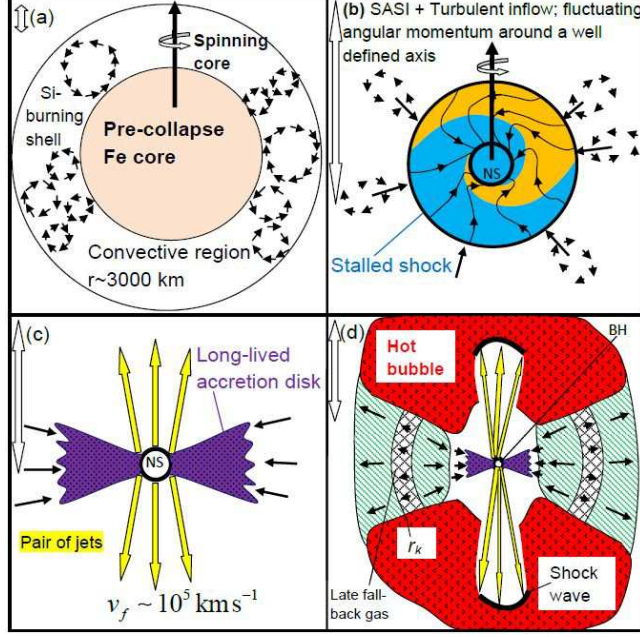 (a)
Spinning
core
Si-
burning
shell
Pre-collapse
Fe core
Convective region
r~3000 km
(b) SASI + Turbulent inflow; fluctuating
angular momentum around a well
defined axis
NS
Stalled shock
(c)
Long-lived
accretion disk
NS
Pair of jets
v_f ~ 10⁵ km s⁻¹
(d)
BH
Hot
bubble
r_k
Late fall-
back gas
Shock
wave